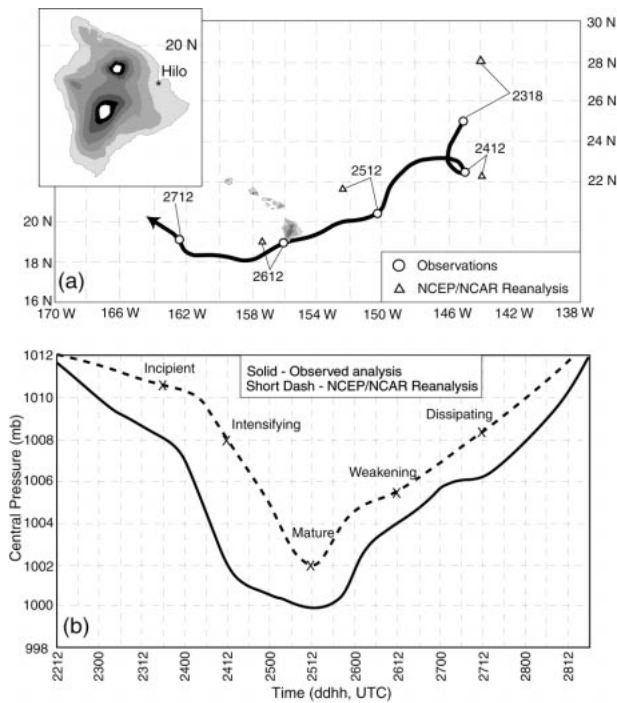 20 N
Hilo
30 N
28 N
26 N
24 N
22 N
2318
2412
2512
2712
2612
20 N
18 N
16 N
(a)
Observations
NCEP/NCAR Reanalysis
170 W 166 W 162 W 156 W 154 W 150 W 146 W 142 W 138 W
1012
1010
1008
1006
1004
1002
1000
998
Central Pressure (mb)
Solid - Observed analysis
Short Dash - NCEP/NCAR Reanalysis
Incipient
Intensifying
Mature
Weakening
Dissipating
(b)
2212 2300 2312 2400 2412 2500 2512 2600 2612 2700 2712 2800 2812
Time (ddhh, UTC)